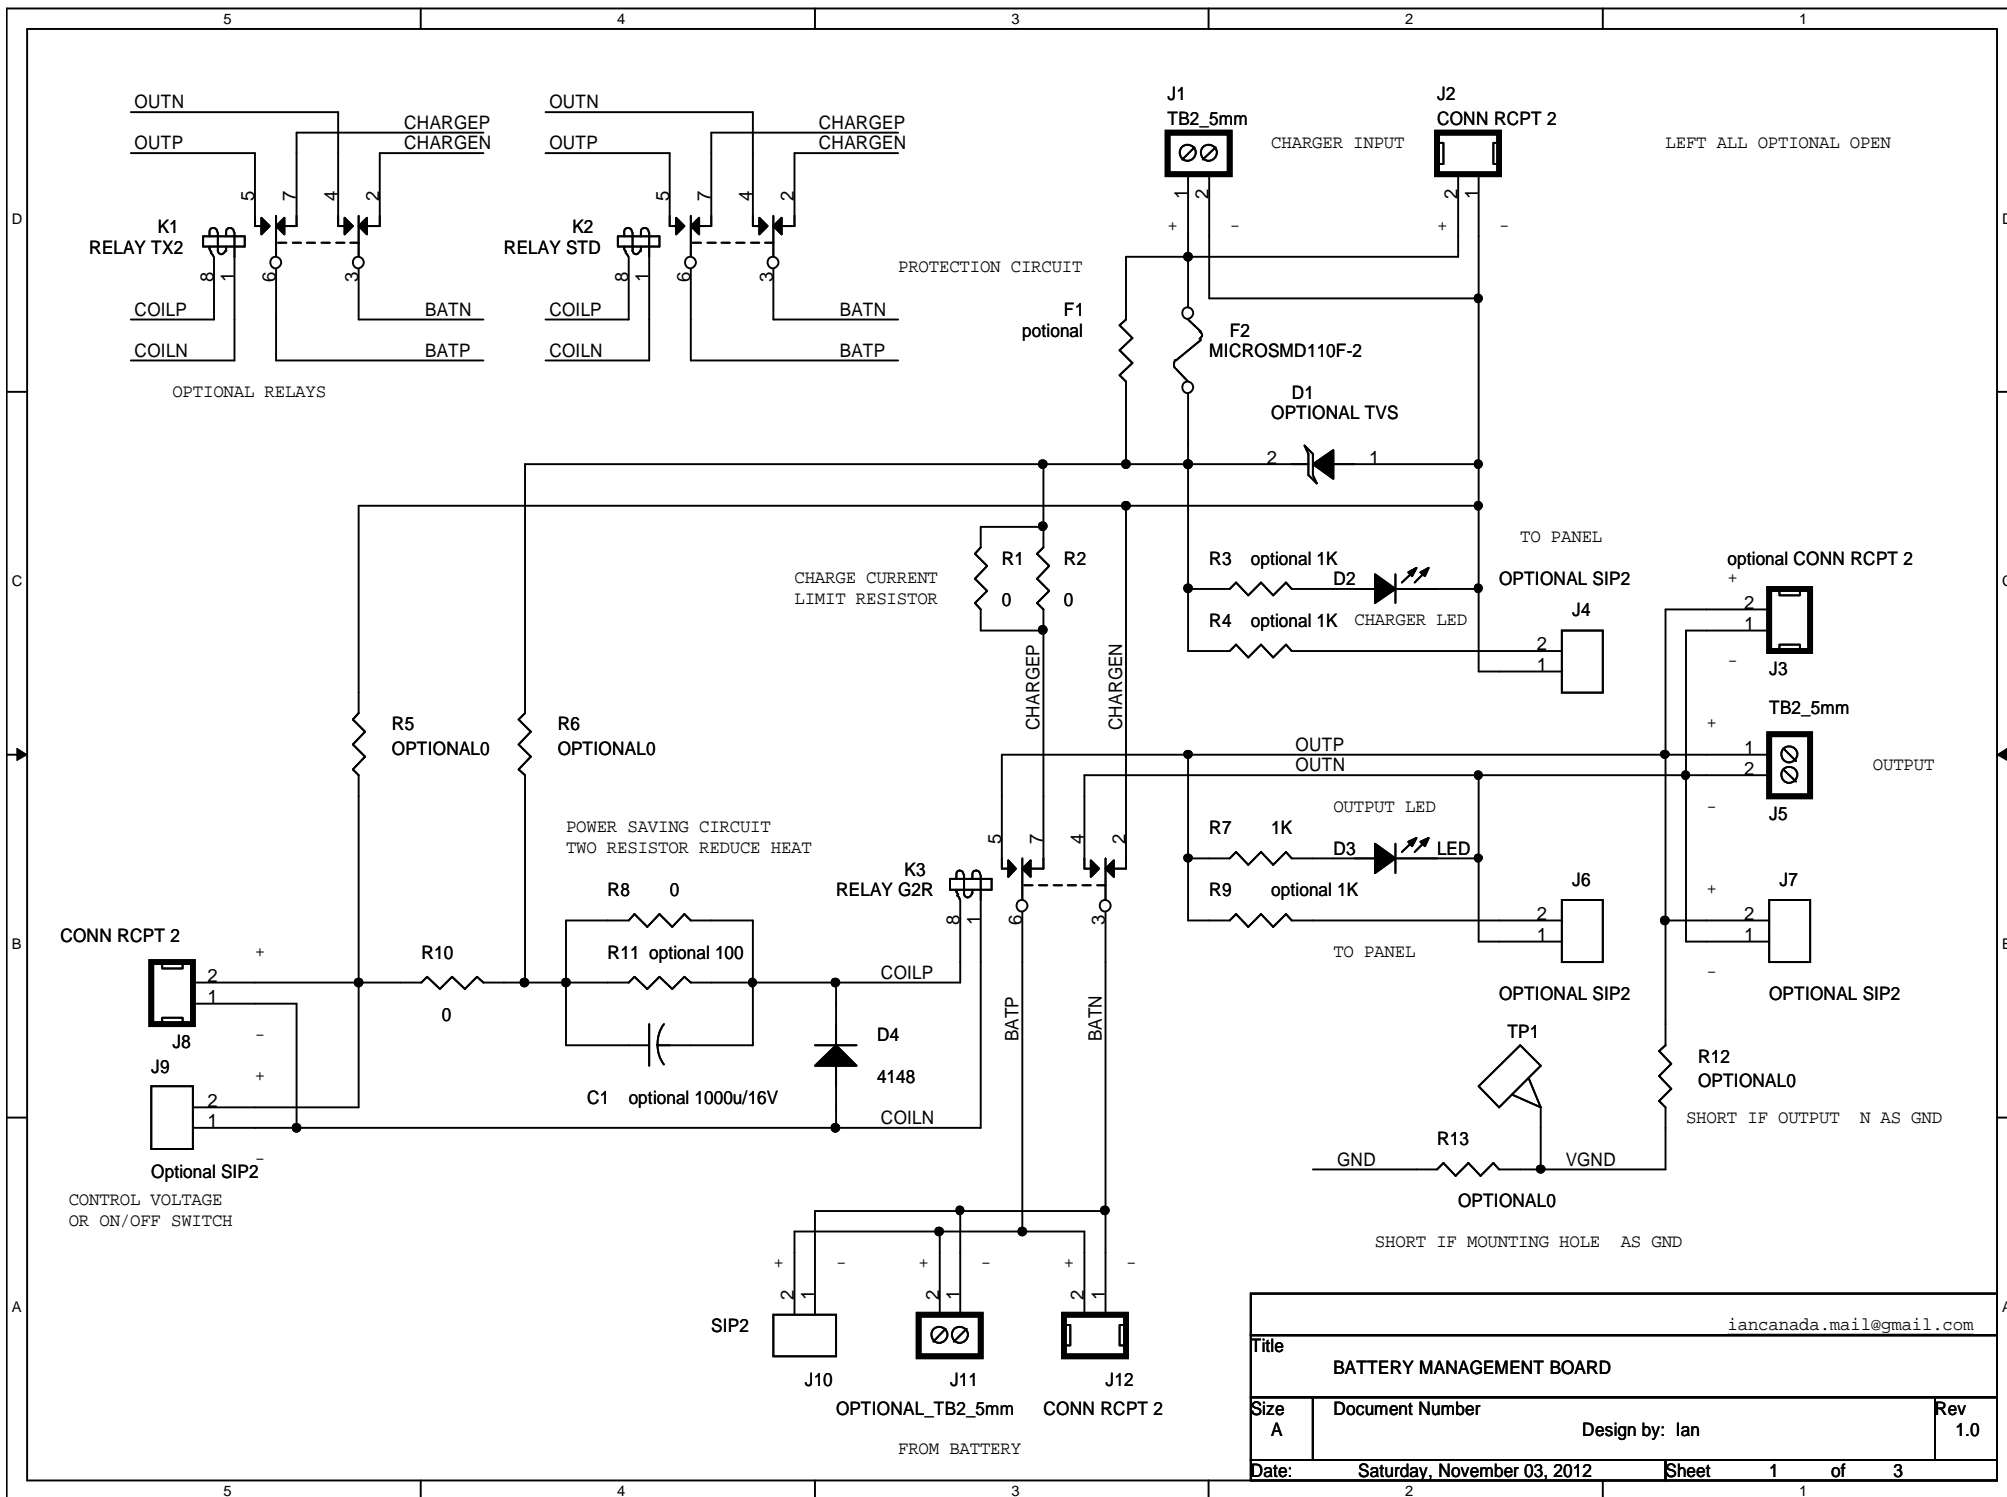 5 4 3 2 1
D
C
B
A
OUTN
OUTP
CHARGEP
CHARGEN
5 7 4 2
K1
RELAY TX2
8 1 6 3
COILP
COILN
BATN
BATP
OPTIONAL RELAYS
OUTN
OUTP
CHARGEP
CHARGEN
5 7 4 2
K2
RELAY STD
8 1 6 3
COILP
COILN
BATN
BATP
J1
TB2_5mm
1 2
+ -
CHARGER INPUT
J2
CONN RCPT 2
2 1
+ -
LEFT ALL OPTIONAL OPEN
PROTECTION CIRCUIT
F1
potional
F2
MICROSMD110F-2
D1
OPTIONAL TVS
2 1
CHARGE CURRENT
LIMIT RESISTOR
R1
0
R2
0
CHARGEP
CHARGEN
R3 optional 1K
D2
R4 optional 1K
CHARGER LED
TO PANEL
OPTIONAL SIP2
J4
2
1
optional CONN RCPT 2
+
2
1
-
J3
TB2_5mm
+
1
2
-
J5
OUTPUT
R5
OPTIONAL0
R6
OPTIONAL0
OUTP
OUTN
OUTPUT LED
R7 1K
D3
LED
R9 optional 1K
TO PANEL
J6
2
1
OPTIONAL SIP2
J7
+
2
1
-
OPTIONAL SIP2
POWER SAVING CIRCUIT
TWO RESISTOR REDUCE HEAT
R8 0
R11 optional 100
C1 optional 1000u/16V
K3
RELAY G2R
5 7 4 2
8 1 6 3
COILP
COILN
BATP
BATN
D4
4148
R10
0
CONN RCPT 2
+
2
1
-
J8
J9
+
2
1
-
Optional SIP2
CONTROL VOLTAGE
OR ON/OFF SWITCH
TP1
R12
OPTIONAL0
SHORT IF OUTPUT N AS GND
GND
R13
VGND
OPTIONAL0
SHORT IF MOUNTING HOLE AS GND
+ -
2 1
SIP2
J10
+ -
2 1
J11
OPTIONAL_TB2_5mm
+ -
2 1
J12
CONN RCPT 2
FROM BATTERY
iancanada.mail@gmail.com
Title
BATTERY MANAGEMENT BOARD
Size
A
Document Number
Design by: Ian
Rev
1.0
Date: Saturday, November 03, 2012
Sheet 1 of 3
5 4 3 2 1
D
C
B
A